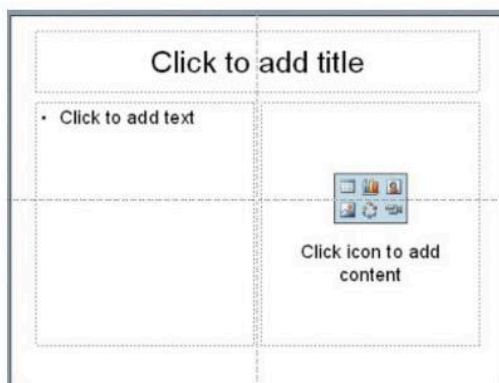 Click to add title
• Click to add text
Click icon to add
content